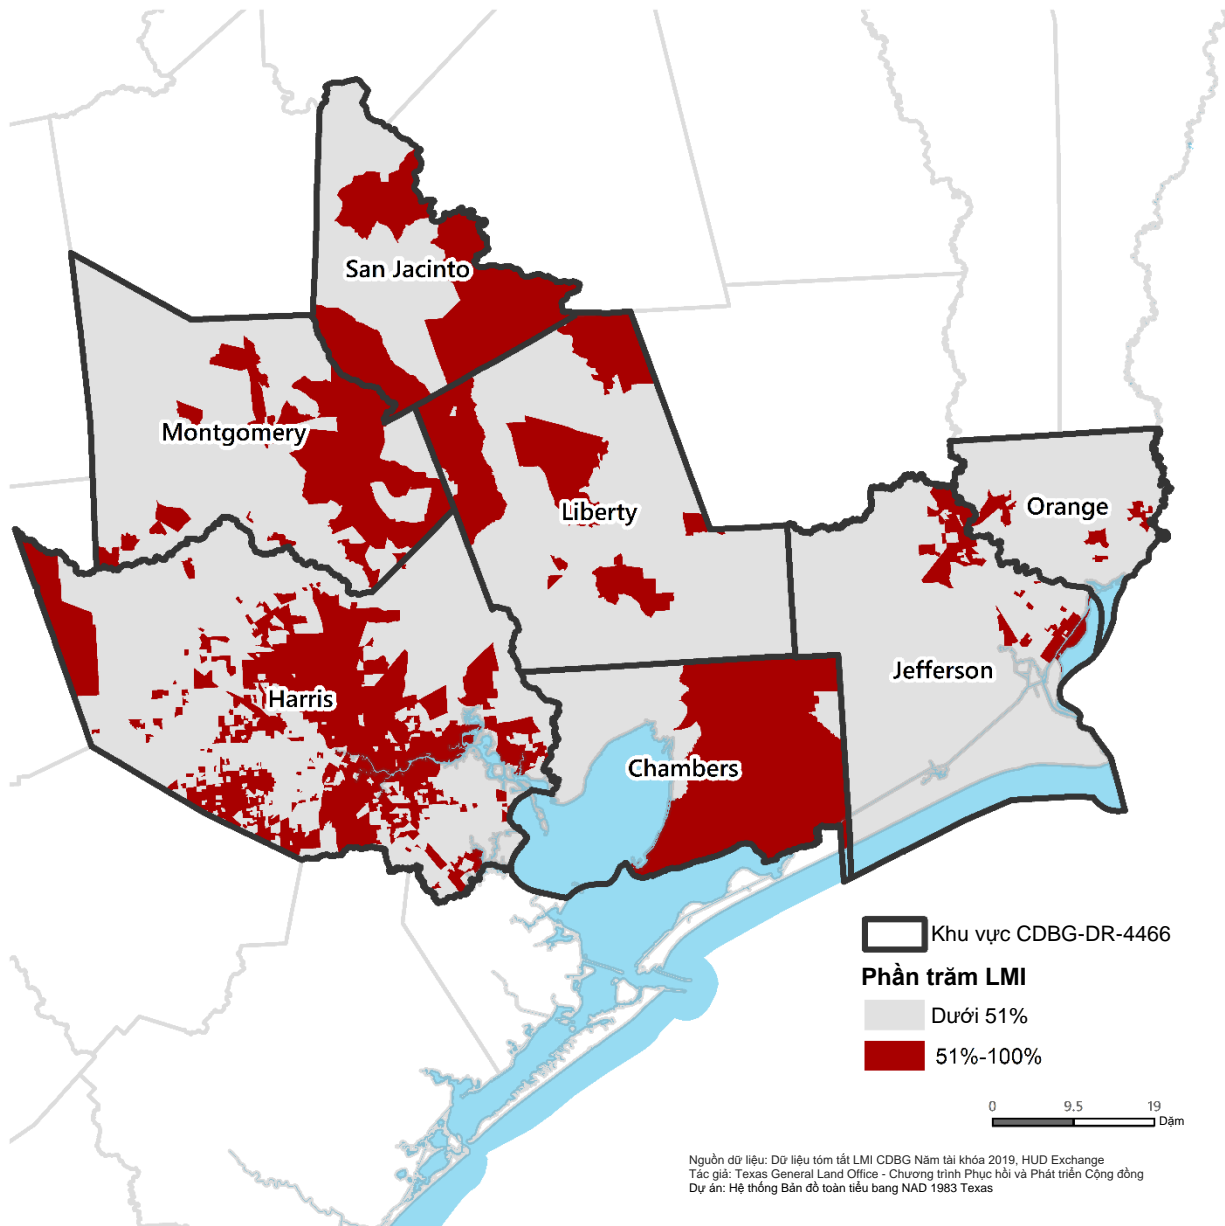 San Jacinto
Montgomery
Liberty
Orange
Harris
Jefferson
Chambers
Khu vực CDBG-DR-4466
Phần trăm LMI
Dưới 51%
51%-100%
0 9.5 19
Dặm
Nguồn dữ liệu: Dữ liệu tóm tắt LMI CDBG Năm tài khóa 2019, HUD Exchange
Tác giả: Texas General Land Office - Chương trình Phục hồi và Phát triển Cộng đồng
Dự án: Hệ thống Bản đồ toàn tiểu bang NAD 1983 Texas